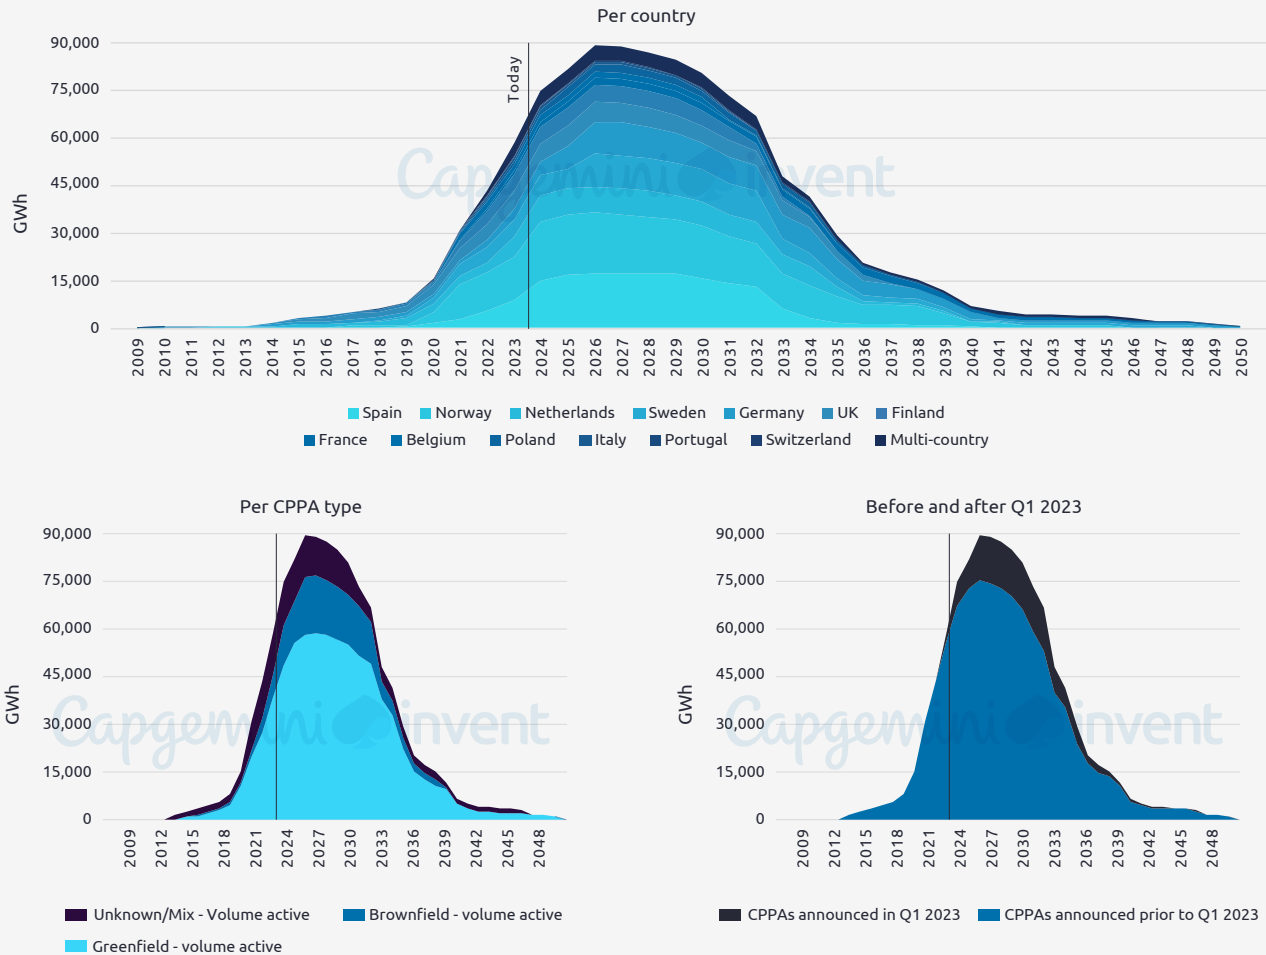 Per country
90,000
75,000
60,000
45,000
30,000
15,000
0
GWh
Today
Capgemini invent
2009 2010 2011 2012 2013 2014 2015 2016 2017 2018 2019 2020 2021 2022 2023 2024 2025 2026 2027 2028 2029 2030 2031 2032 2033 2034 2035 2036 2037 2038 2039 2040 2041 2042 2043 2044 2045 2046 2047 2048 2049 2050
Spain Norway Netherlands Sweden Germany UK Finland
France Belgium Poland Italy Portugal Switzerland Multi-country
Per CPPA type
90,000
75,000
60,000
45,000
30,000
15,000
0
GWh
Capgemini invent
2009 2012 2015 2018 2021 2024 2027 2030 2033 2036 2039 2042 2045 2048
Unknown/Mix - Volume active Brownfield - volume active
Greenfield - volume active
Before and after Q1 2023
90,000
75,000
60,000
45,000
30,000
15,000
0
GWh
Capgemini invent
2009 2012 2015 2018 2021 2024 2027 2030 2033 2036 2039 2042 2045 2048
CPPAs announced in Q1 2023 CPPAs announced prior to Q1 2023